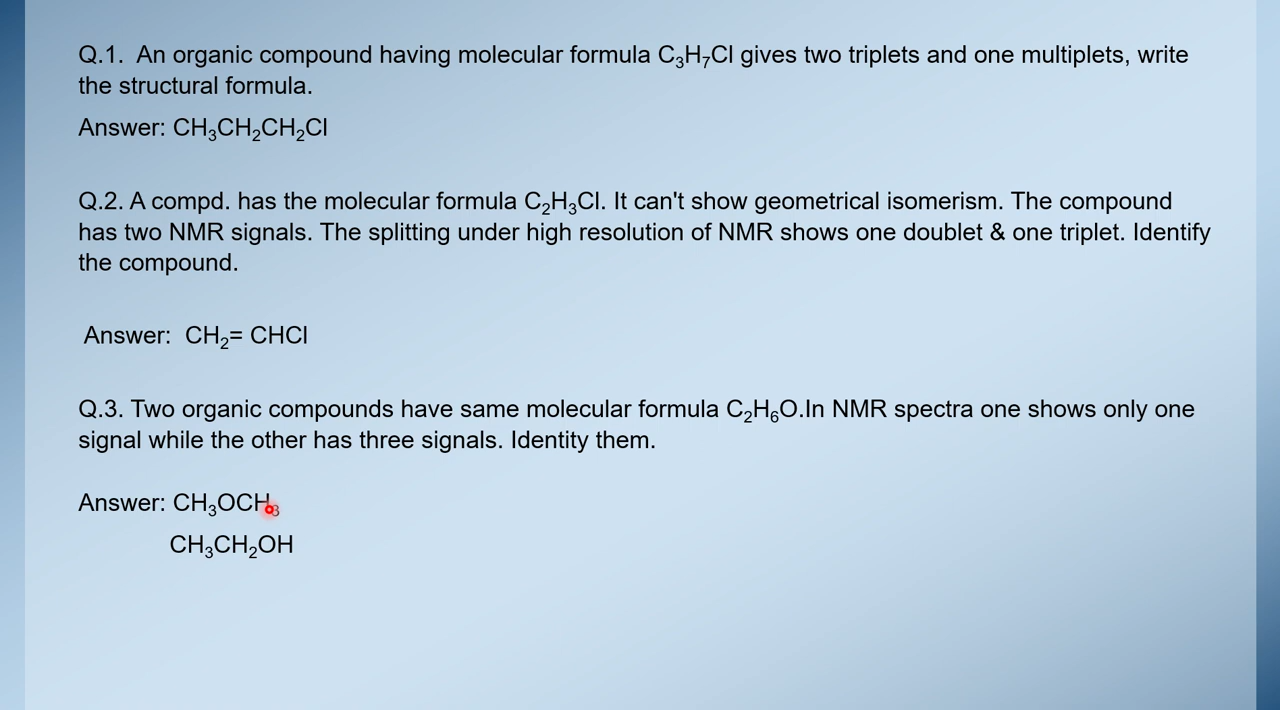 Q.1. An organic compound having molecular formula C₃H₇Cl gives two triplets and one multiplets, write
the structural formula.
Answer: CH₃CH₂CH₂Cl
Q.2. A compd. has the molecular formula C₂H₃Cl. It can't show geometrical isomerism. The compound
has two NMR signals. The splitting under high resolution of NMR shows one doublet & one triplet. Identify
the compound.
Answer: CH₂= CHCl
Q.3. Two organic compounds have same molecular formula C₂H₆O.In NMR spectra one shows only one
signal while the other has three signals. Identity them.
Answer: CH₃OCH₃
CH₃CH₂OH